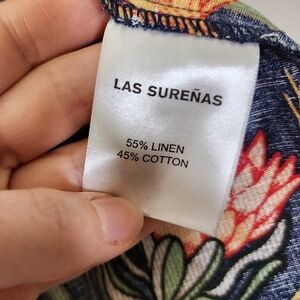 LAS SUREÑAS
55% LINEN
45% COTTON